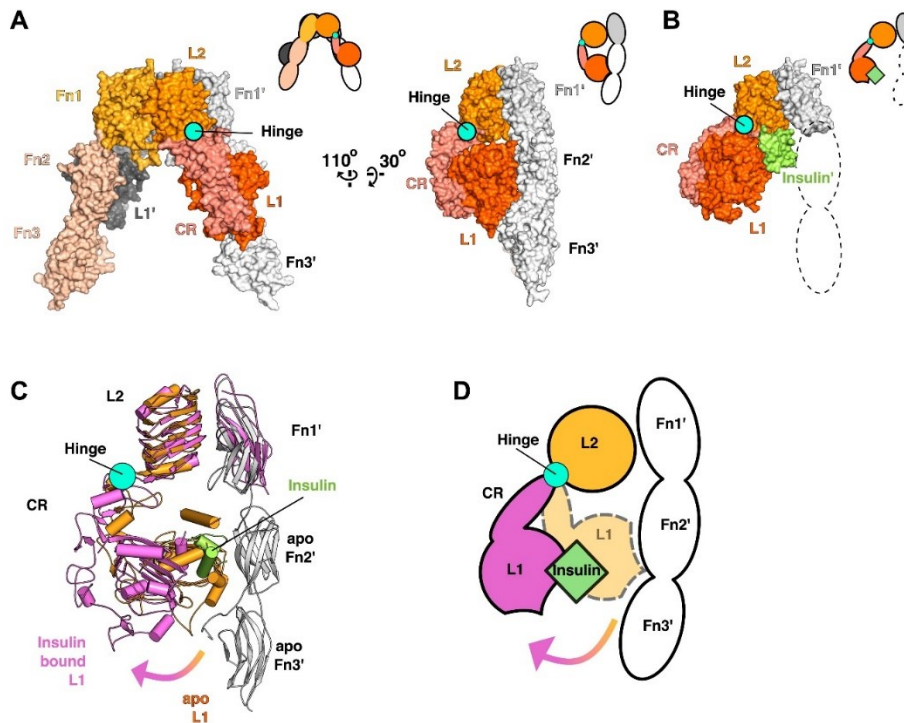 A
L2
Fn1'
Fn1
Hinge
Fn2
L1'
L1
CR
Fn3
Fn3'
110° 30°
L2
Fn1'
Hinge
Fn2'
CR
L1
Fn3'
B
L2
Fn1'
Hinge
CR
Insulin'
L1
C
L2
Fn1'
Hinge
Insulin
CR
apo
Fn2'
apo
Fn3'
Insulin
bound
L1
apo
L1
D
Hinge
L2
Fn1'
CR
L1
L1
Insulin
Fn2'
Fn3'